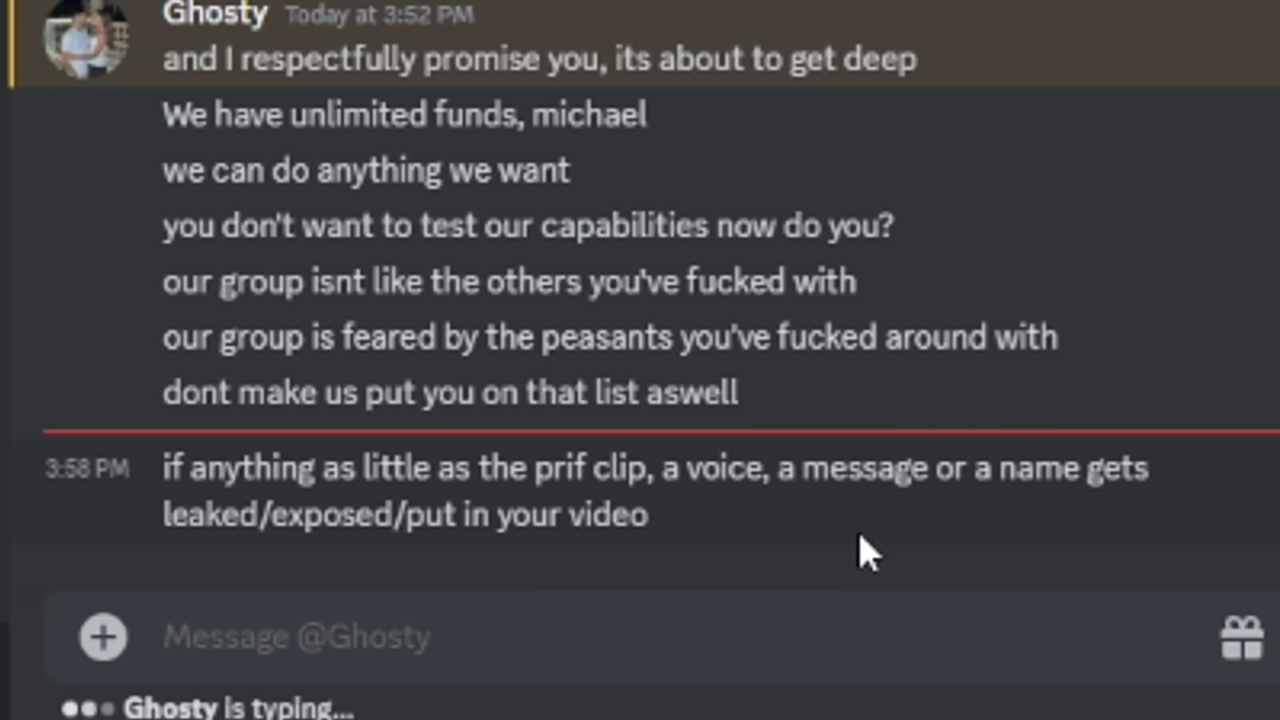 Ghosty Today at 3:52 PM
and I respectfully promise you, its about to get deep
We have unlimited funds, michael
we can do anything we want
you don't want to test our capabilities now do you?
our group isnt like the others you've fucked with
our group is feared by the peasants you've fucked around with
dont make us put you on that list aswell
3:58 PM if anything as little as the prif clip, a voice, a message or a name gets
leaked/exposed/put in your video
Message @Ghosty
Ghosty is typing...